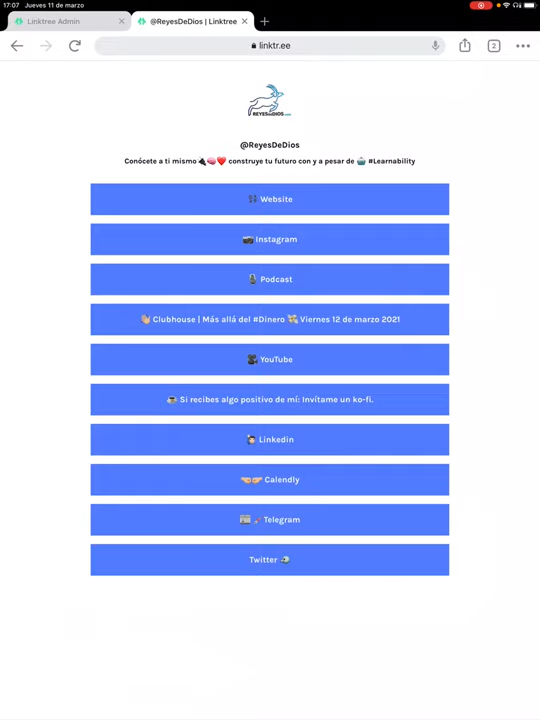 17:07 Jueves 11 de marzo
Linktree Admin
@ReyesDeDios | Linktree
linktr.ee
2
REYESDEDIOS.com
@ReyesDeDios
Conócete a ti mismo 🔌🧠❤️ construye tu futuro con y a pesar de 🤖 #Learnability
Website
📷 Instagram
🎙 Podcast
👋🏼 Clubhouse | Más allá del #Dinero 💸 Viernes 12 de marzo 2021
🎥 YouTube
☕ Si recibes algo positivo de mí: Invítame un ko-fi.
Linkedin
Calendly
Telegram
Twitter